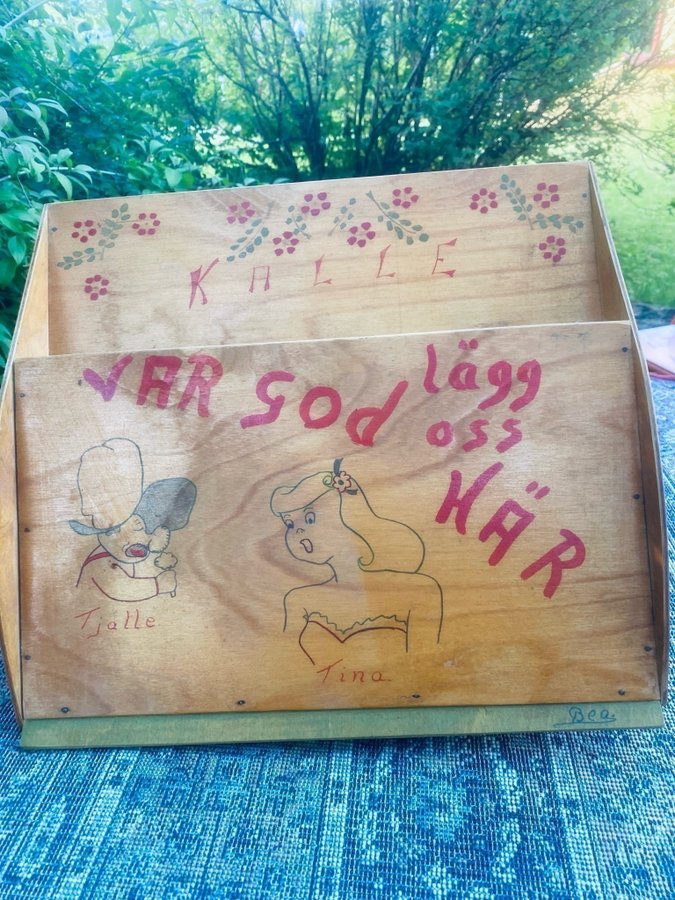 KALLE
VAR GOD lägg
oss
HÄR
Tjalle
Tina.
Bea.